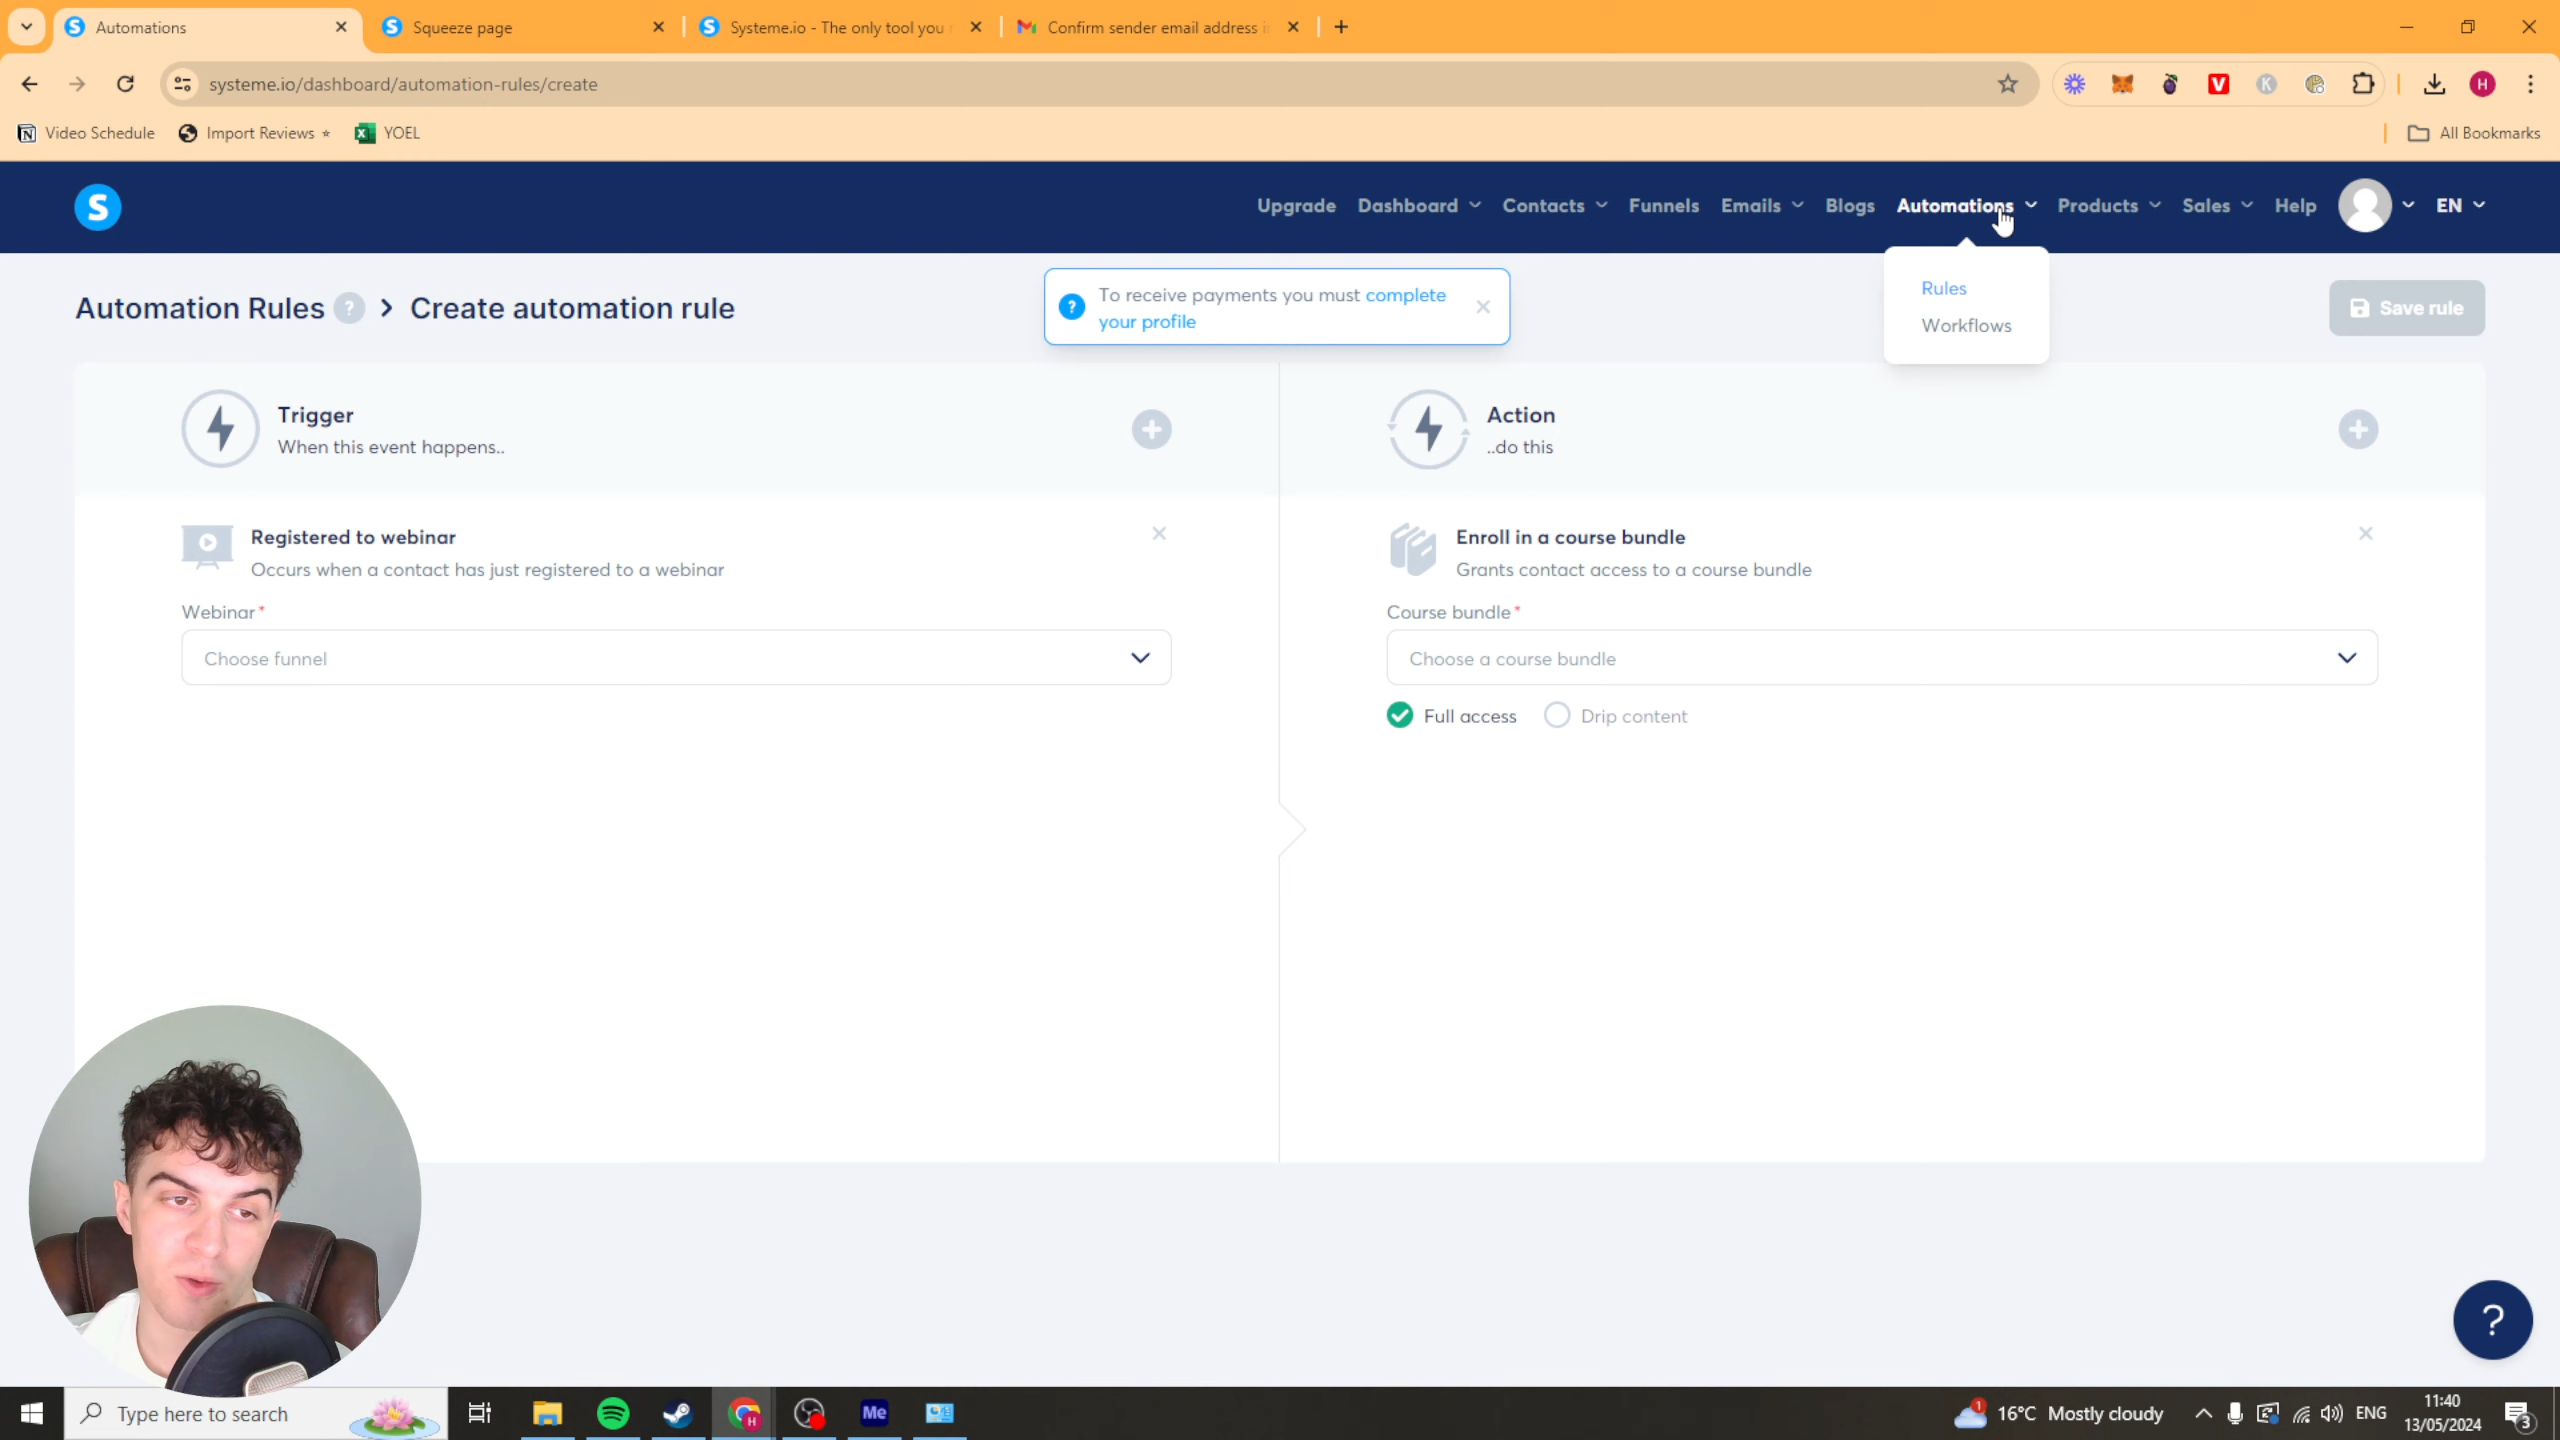 Automations
Squeeze page
Systeme.io - The only tool you
Confirm sender email address i
systeme.io/dashboard/automation-rules/create
Video Schedule
Import Reviews ⭑
YOEL
All Bookmarks
S
Upgrade
Dashboard
Contacts
Funnels
Emails
Blogs
Automations
Products
Sales
Help
EN
Rules
Workflows
Automation Rules ? > Create automation rule
To receive payments you must complete
your profile
Save rule
Trigger
When this event happens..
Action
..do this
Registered to webinar
Occurs when a contact has just registered to a webinar
Webinar*
Choose funnel
Enroll in a course bundle
Grants contact access to a course bundle
Course bundle*
Choose a course bundle
Full access
Drip content
?
Type here to search
Me
16°C Mostly cloudy
ENG
11:40
13/05/2024
3